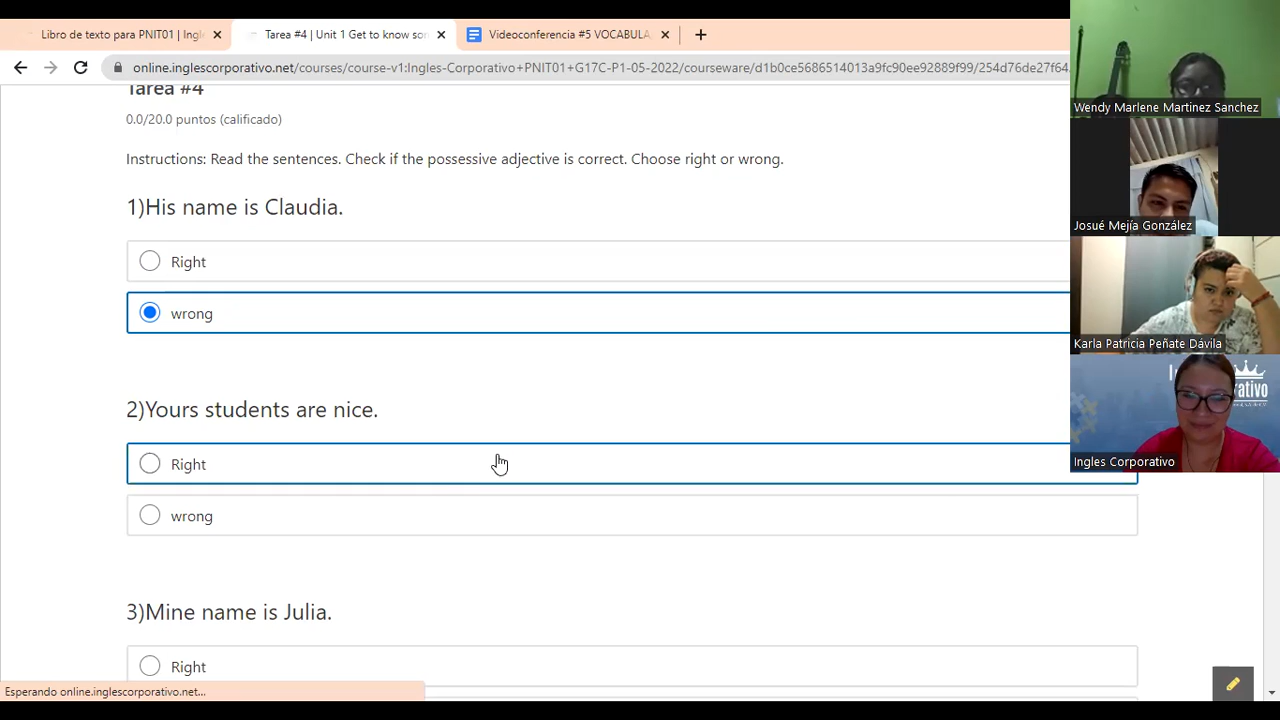 Libro de texto para PNIT01 | Ingl
Tarea #4 | Unit 1 Get to know som
Videoconferencia #5 VOCABULA
online.inglescorporativo.net/courses/course-v1:Ingles-Corporativo+PNIT01+G17C-P1-05-2022/courseware/d1b0ce5686514013a9fc90ee92889f99/254d76de27f64
Tarea #4
0.0/20.0 puntos (calificado)
Instructions: Read the sentences. Check if the possessive adjective is correct. Choose right or wrong.
1)His name is Claudia.
Right
wrong
2)Yours students are nice.
Right
wrong
3)Mine name is Julia.
Right
Esperando online.inglescorporativo.net...
Wendy Marlene Martinez Sanchez
Josué Mejía González
Karla Patricia Peñate Dávila
Ingles Corporativo